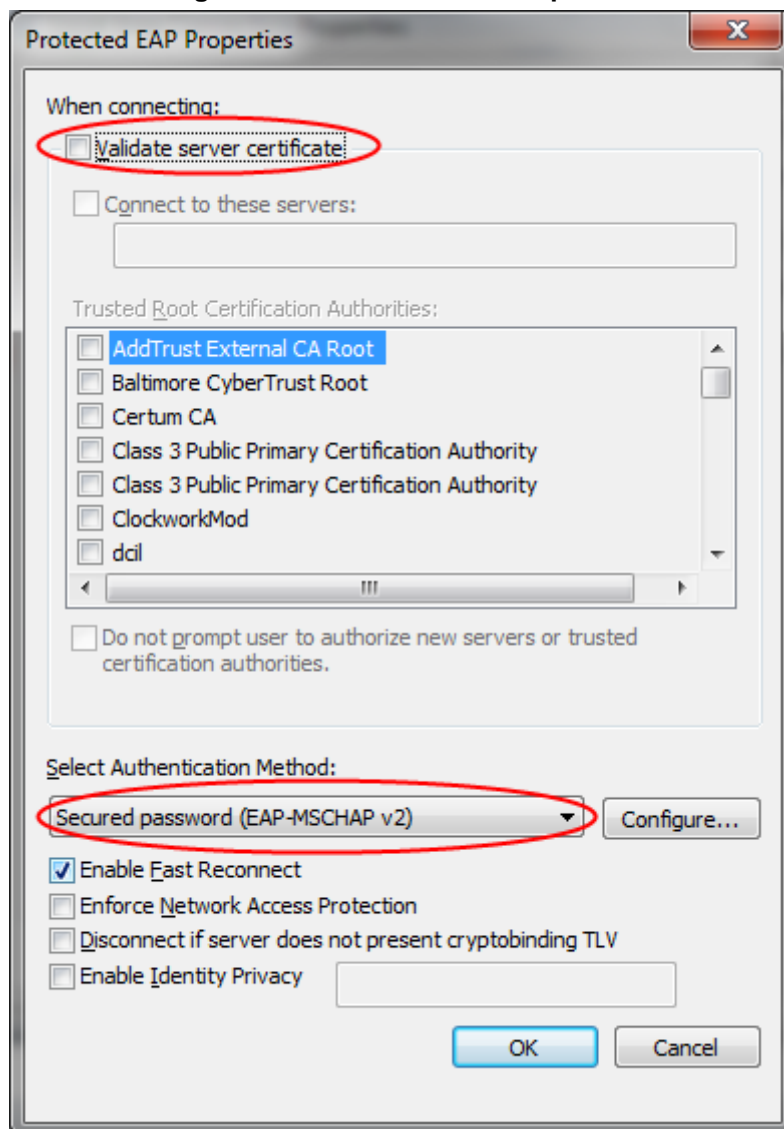 Protected EAP Properties
When connecting:
Validate server certificate
Connect to these servers:
Trusted Root Certification Authorities:
AddTrust External CA Root
Baltimore CyberTrust Root
Certum CA
Class 3 Public Primary Certification Authority
Class 3 Public Primary Certification Authority
ClockworkMod
dcil
Do not prompt user to authorize new servers or trusted
certification authorities.
Select Authentication Method:
Secured password (EAP-MSCHAP v2)
Configure...
Enable Fast Reconnect
Enforce Network Access Protection
Disconnect if server does not present cryptobinding TLV
Enable Identity Privacy
OK
Cancel